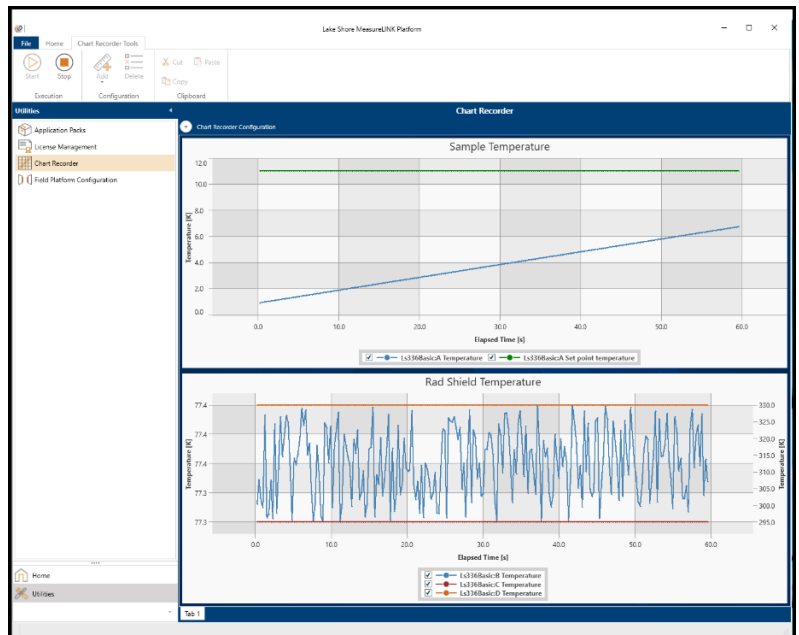 Lake Shore MeasureLINK Platform
File Home Chart Recorder Tools
Start Stop Add Delete Cut Paste
Copy
Execution Configuration Clipboard
Utilities
Application Packs
License Management
Chart Recorder
Field Platform Configuration
Home
Utilities
Chart Recorder
Chart Recorder Configuration
Sample Temperature
12.0
10.0
8.0
6.0
4.0
2.0
0.0
Temperature [K]
0.0 10.0 20.0 30.0 40.0 50.0 60.0
Elapsed Time [s]
Ls336Basic:A Temperature Ls336Basic:A Set point temperature
Rad Shield Temperature
77.4
77.4
77.4
77.3
77.3
Temperature [K]
330.0
325.0
320.0
315.0
310.0
305.0
300.0
295.0
Temperature [K]
0.0 10.0 20.0 30.0 40.0 50.0 60.0
Elapsed Time [s]
Ls336Basic:B Temperature
Ls336Basic:C Temperature
Ls336Basic:D Temperature
Tab 1